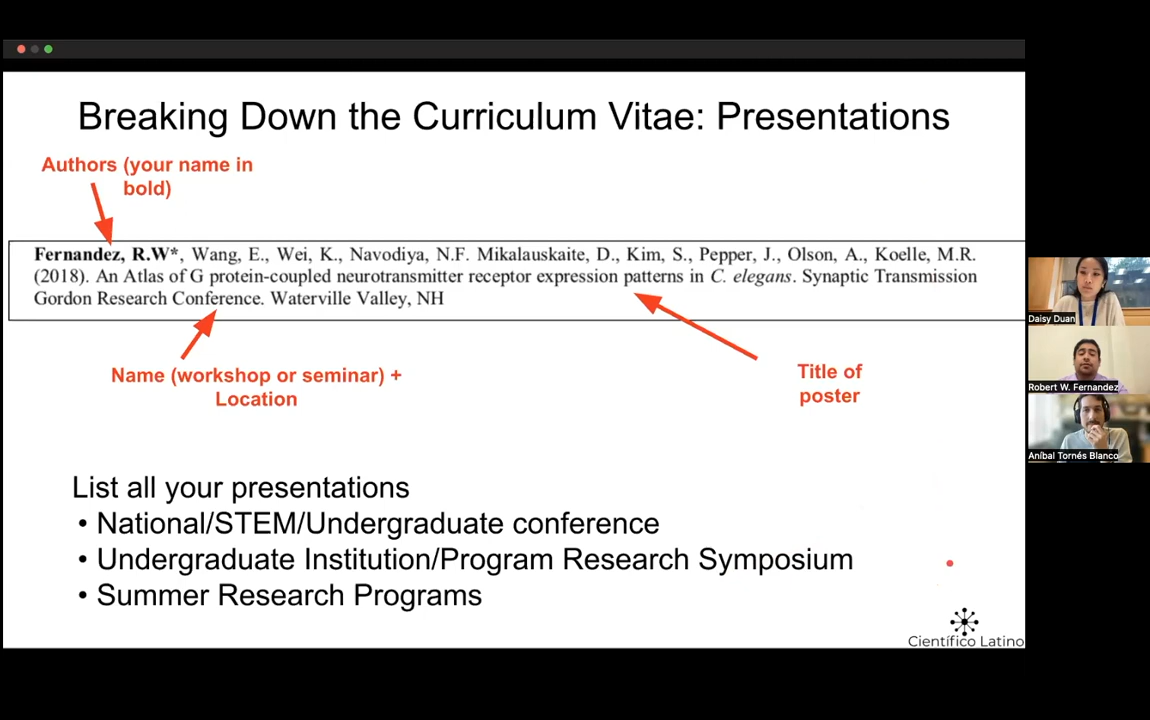 Breaking Down the Curriculum Vitae: Presentations
Authors (your name in
bold)
Fernandez, R.W*, Wang, E., Wei, K., Navodiya, N.F. Mikalauskaite, D., Kim, S., Pepper, J., Olson, A., Koelle, M.R.
(2018). An Atlas of G protein-coupled neurotransmitter receptor expression patterns in C. elegans. Synaptic Transmission
Gordon Research Conference. Waterville Valley, NH
Name (workshop or seminar) +
Location
Title of
poster
List all your presentations
• National/STEM/Undergraduate conference
• Undergraduate Institution/Program Research Symposium
• Summer Research Programs
Científico Latino
Daisy Duan
Robert W. Fernandez
Aníbal Tornés Blanco